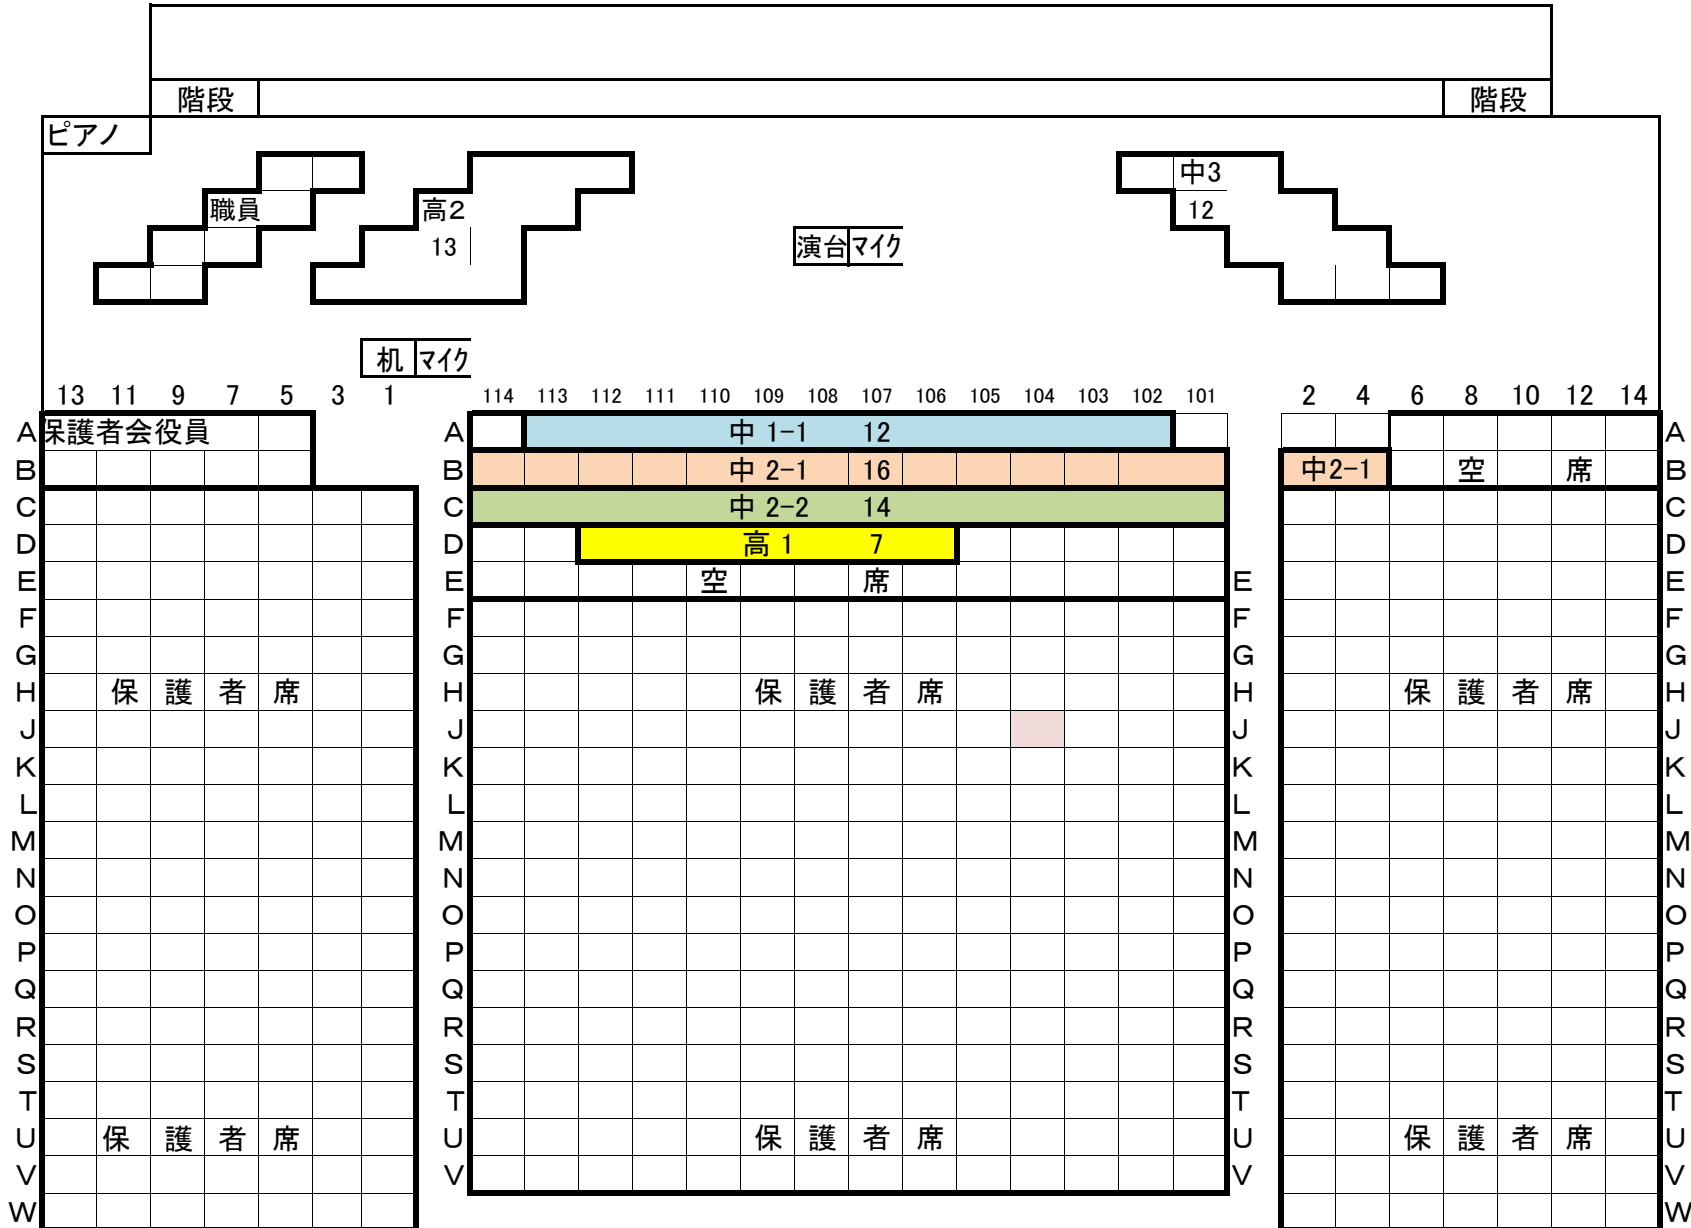 階段 階段
ピアノ
中3
職員 高2 12
13 演台 マイク
机 マイク
13 11 9 7 5 3 1 114 113 112 111 110 109 108 107 106 105 104 103 102 101 2 4 6 8 10 12 14
A 保護者会役員 A 中 1-1 12 A
B B 中 2-1 16 中2-1 空 席 B
C C 中 2-2 14 C
D D 高 1 7 D
E E 空 席 E E
F F F F
G G G G
H 保 護 者 席 H 保 護 者 席 H 保 護 者 席 H
J J J J
K K K K
L L L L
M M M M
N N N N
O O O O
P P P P
Q Q Q Q
R R R R
S S S S
T T T T
U 保 護 者 席 U 保 護 者 席 U 保 護 者 席 U
V V V V
W W